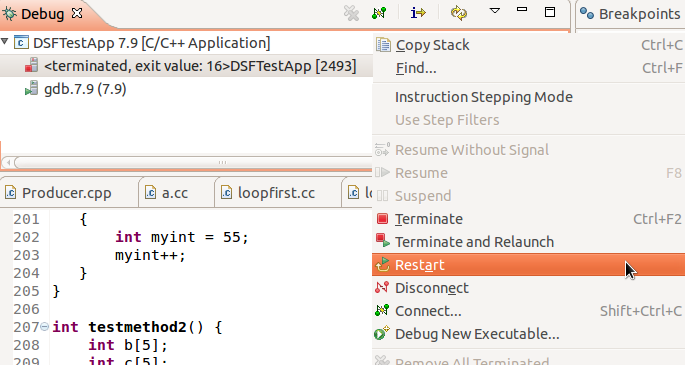 Debug
Breakpoints
DSFTestApp 7.9 [C/C++ Application]
<terminated, exit value: 16>DSFTestApp [2493]
gdb.7.9 (7.9)
Copy Stack Ctrl+C
Find... Ctrl+F
Instruction Stepping Mode
Use Step Filters
Resume Without Signal
Resume F8
Suspend
Terminate Ctrl+F2
Terminate and Relaunch
Restart
Disconnect
Connect... Shift+Ctrl+C
Debug New Executable...
Remove All Terminated
Producer.cpp
a.cc
loopfirst.cc
201 {
202 int myint = 55;
203 myint++;
204 }
205 }
206
207 int testmethod2() {
208 int b[5];
209 int c[5];